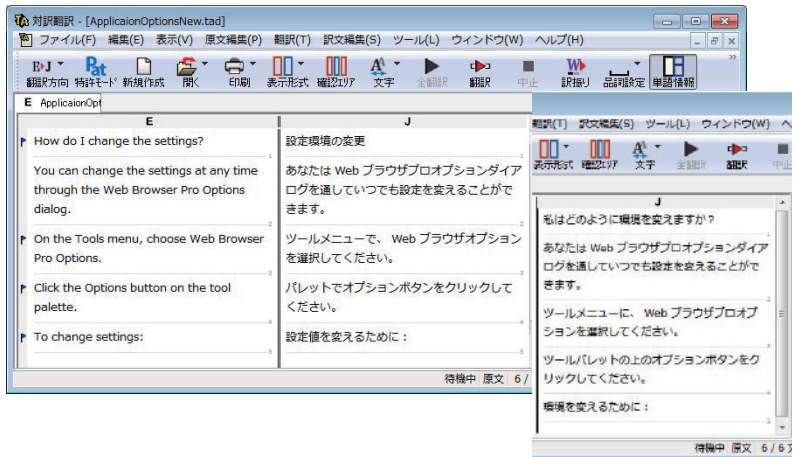 対訳翻訳 - [ApplicaionOptionsNew.tad]
ファイル(F) 編集(E) 表示(V) 原文編集(P) 翻訳(T) 訳文編集(S) ツール(L) ウィンドウ(W) ヘルプ(H)
E›J Pat W
翻訳方向 特許モード 新規作成 開く 印刷 表示形式 確認エリア 文字 全翻訳 翻訳 中止 訳振り 品詞設定 単語情報
E ApplicaionOpt
E J
How do I change the settings?
設定環境の変更
1
You can change the settings at any time
through the Web Browser Pro Options
dialog.
あなたは Web ブラウザプロオプションダイア
ログを通していつでも設定を変えることがで
きます。
2
On the Tools menu, choose Web Browser
Pro Options.
ツールメニューで、 Web ブラウザオプション
を選択してください。
3
Click the Options button on the tool
palette.
パレットでオプションボタンをクリックして
ください。
4
To change settings:
設定値を変えるために：
5
待機中 原文 6 /
翻訳(T) 訳文編集(S) ツール(L) ウィンドウ(W) ヘ
表示形式 確認エリア 文字 全翻訳 翻訳 中止
J
私はどのように環境を変えますか？
1
あなたは Web ブラウザプロオプションダイア
ログを通していつでも設定を変えることがで
きます。
2
ツールメニューに、 Web ブラウザプロオプ
ションを選択してください。
3
ツールパレットの上のオプションボタンをク
リックしてください。
4
環境を変えるために：
待機中 原文 6 / 6 文